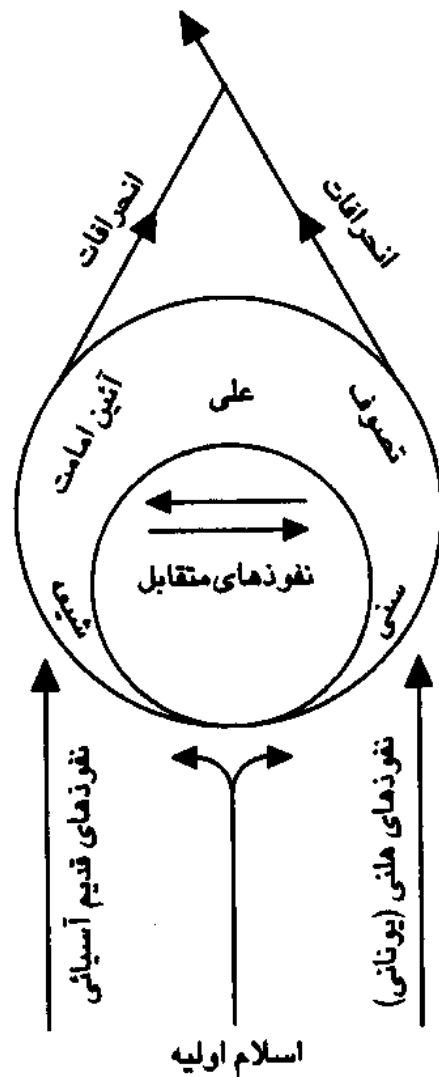 انحرافات
انحرافات
آئین امامت
علی
تصوف
نفوذهای متقابل
شیعه
سنی
نفوذهای قدیم آسیائی
نفوذهای هلنی (یونانی)
اسلام اولیه